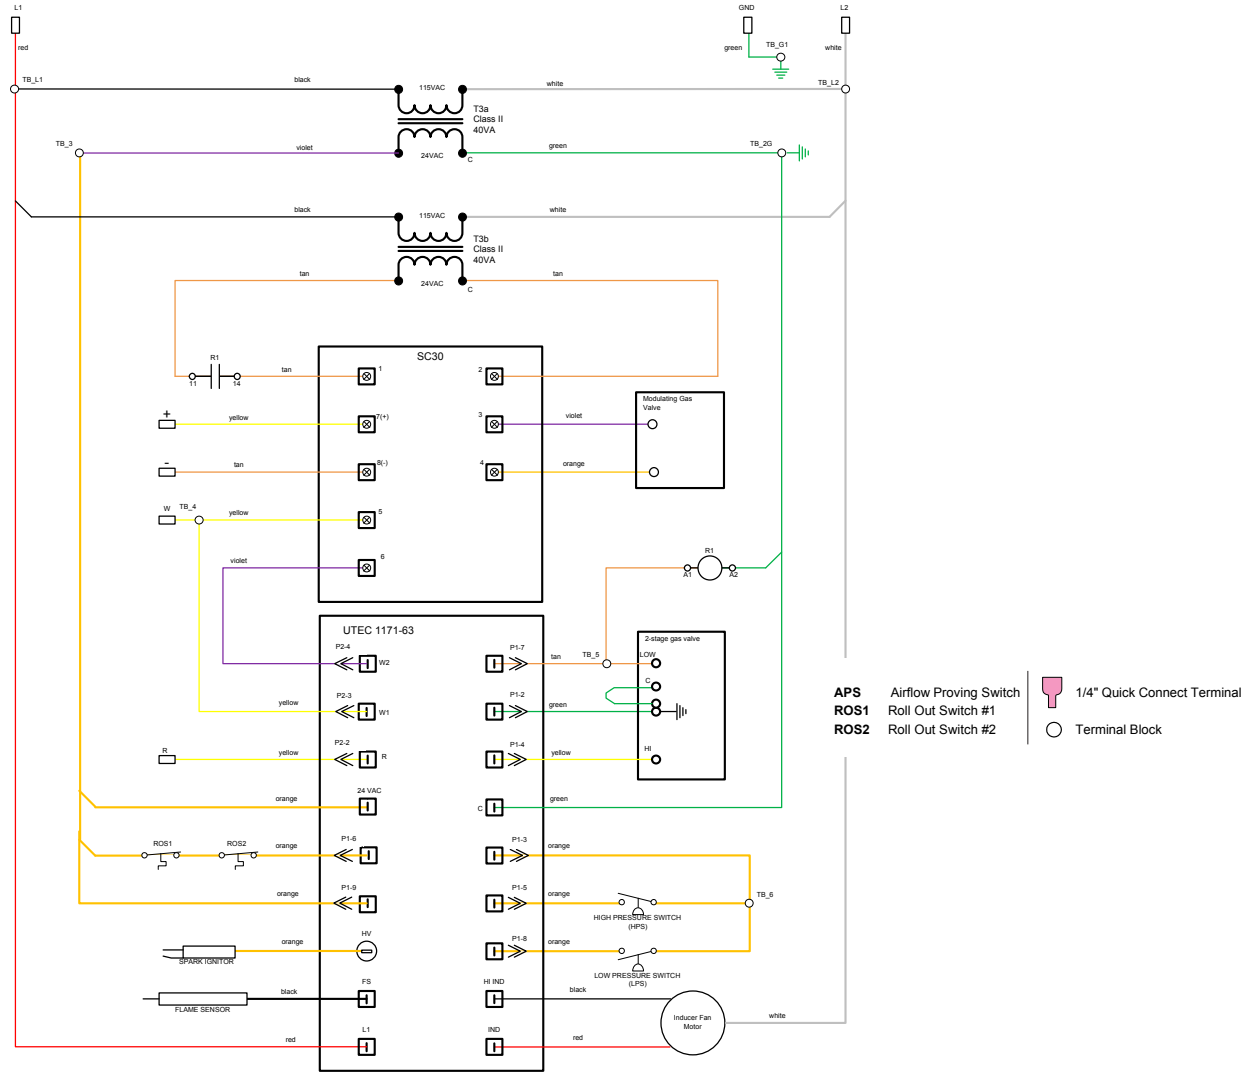 L1
GND
L2
red
green
TB_G1
white
TB_L1
black
115VAC
white
TB_L2
T3a
Class II
40VA
TB_3
violet
24VAC
C
green
TB_2G
black
115VAC
white
T3b
Class II
40VA
tan
24VAC
C
tan
SC30
R1
11
14
tan
1
2
Modulating Gas
Valve
+
yellow
7(+)
3
violet
-
tan
8(-)
4
orange
W
TB_4
yellow
5
violet
6
R1
A1
A2
UTEC 1171-63
2-stage gas valve
P2-4
W2
P1-7
tan
TB_5
LOW
C
P2-3
yellow
W1
P1-2
green
APS Airflow Proving Switch
ROS1 Roll Out Switch #1
ROS2 Roll Out Switch #2
1/4" Quick Connect Terminal
Terminal Block
R
yellow
P2-2
R
P1-4
yellow
HI
24 VAC
orange
C
green
ROS1
ROS2
orange
P1-6
P1-3
orange
orange
P1-9
P1-5
orange
TB_6
HIGH PRESSURE SWITCH
(HPS)
SPARK IGNITOR
orange
HV
P1-8
orange
LOW PRESSURE SWITCH
(LPS)
FLAME SENSOR
black
FS
HI IND
black
Inducer Fan
Motor
white
red
L1
IND
red